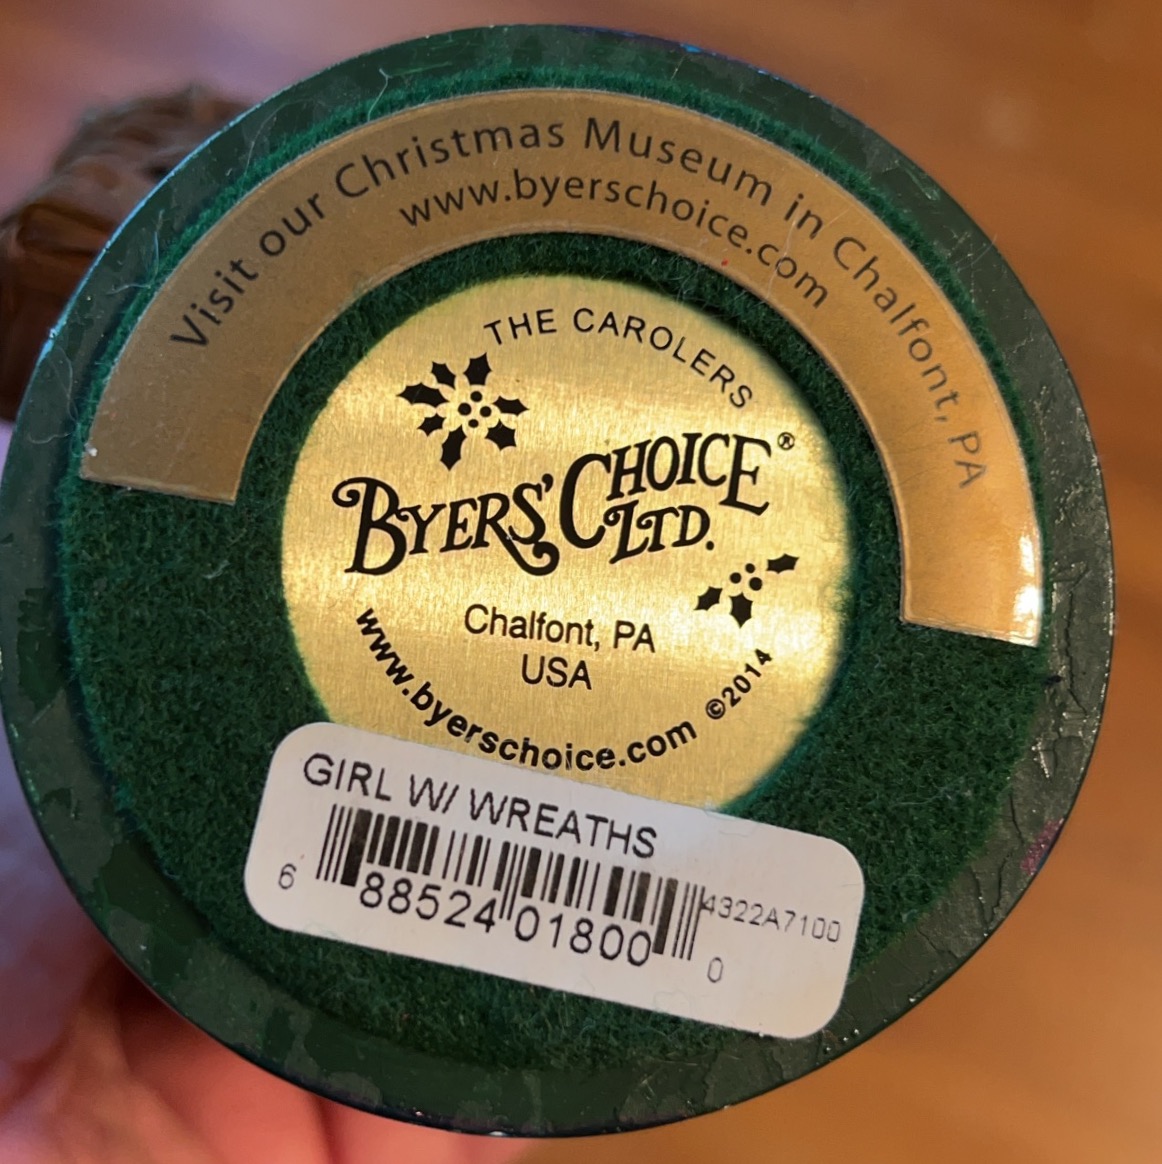 Visit our Christmas Museum in Chalfont, PA
www.byerschoice.com
THE CAROLERS
BYERS' CHOICE®
LTD.
Chalfont, PA
USA
www.byerschoice.com ©2014
GIRL W/ WREATHS
4322A7100
6 88524 01800 0